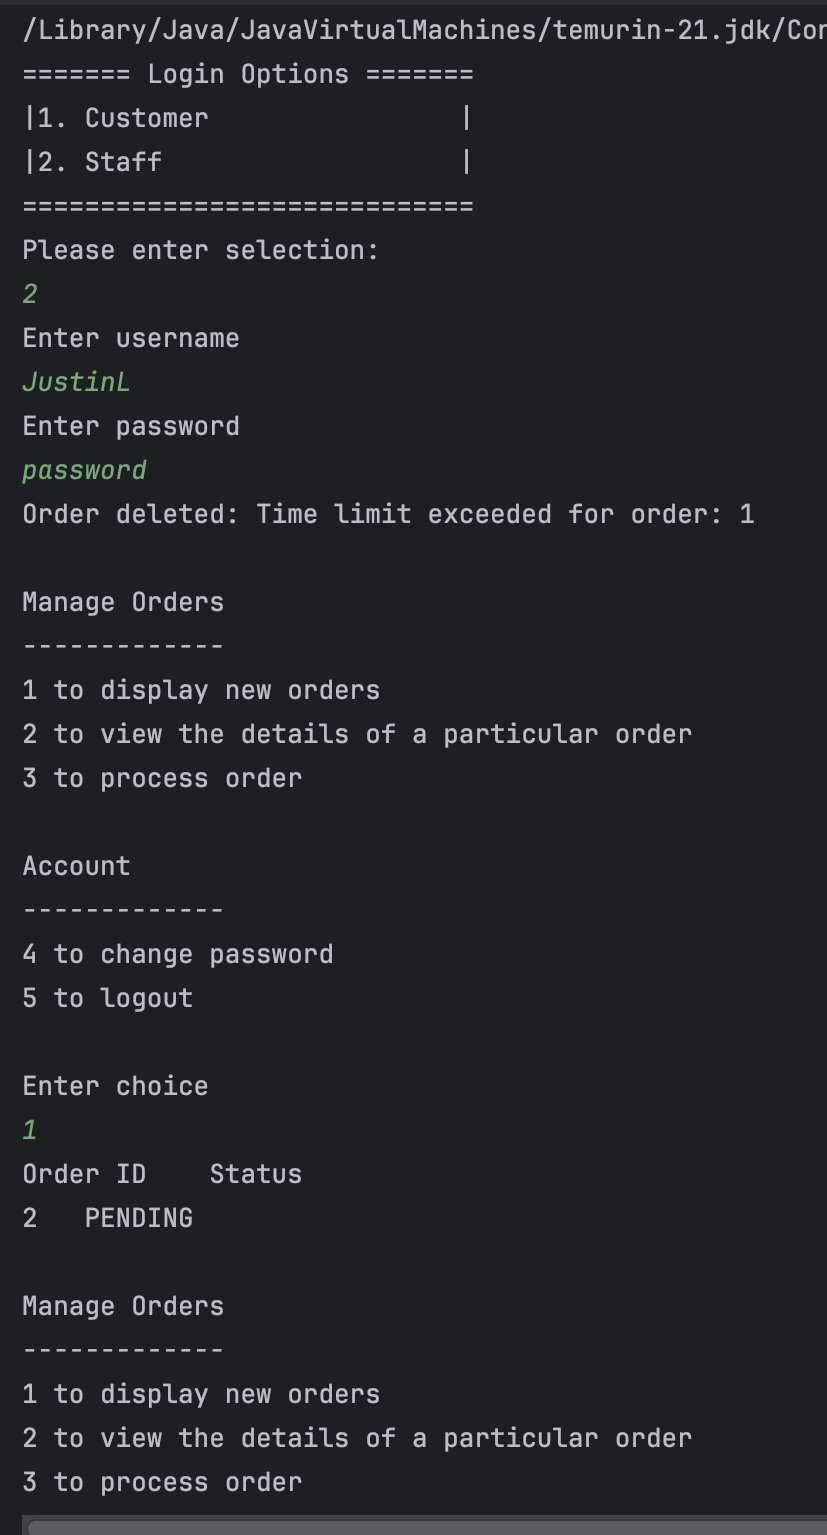 /Library/Java/JavaVirtualMachines/temurin-21.jdk/Con
======= Login Options =======
|1. Customer                |
|2. Staff                   |
=============================
Please enter selection:
2
Enter username
JustinL
Enter password
password
Order deleted: Time limit exceeded for order: 1

Manage Orders
-------------
1 to display new orders
2 to view the details of a particular order
3 to process order

Account
-------------
4 to change password
5 to logout

Enter choice
1
Order ID    Status
2   PENDING

Manage Orders
-------------
1 to display new orders
2 to view the details of a particular order
3 to process order